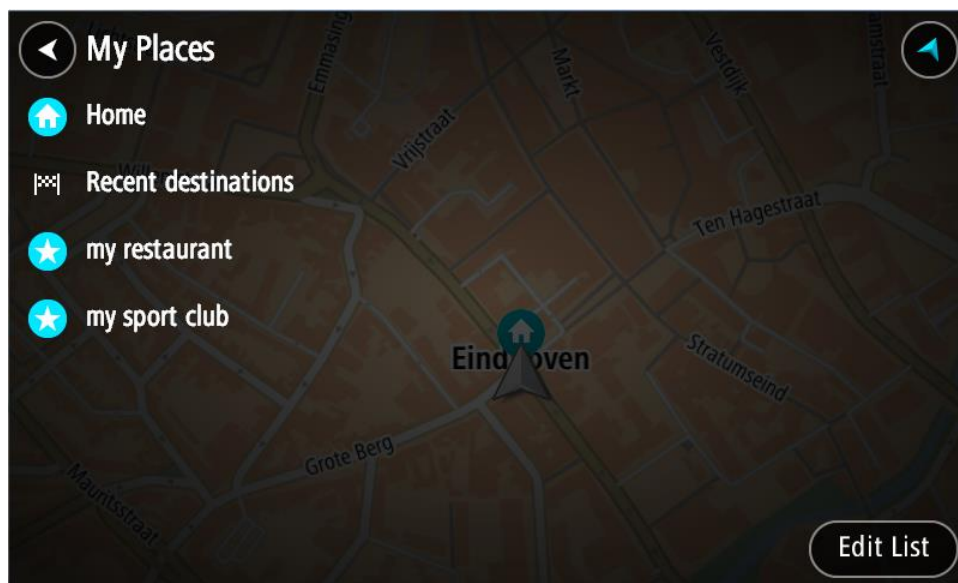 My Places
Home
Recent destinations
my restaurant
my sport club
Emmasing
Vrijstraat
Markt
Vestdijk
amstraat
Ten Hagestraat
Eind oven
Stratumseind
Grote Berg
Mauritsstraat
Edit List